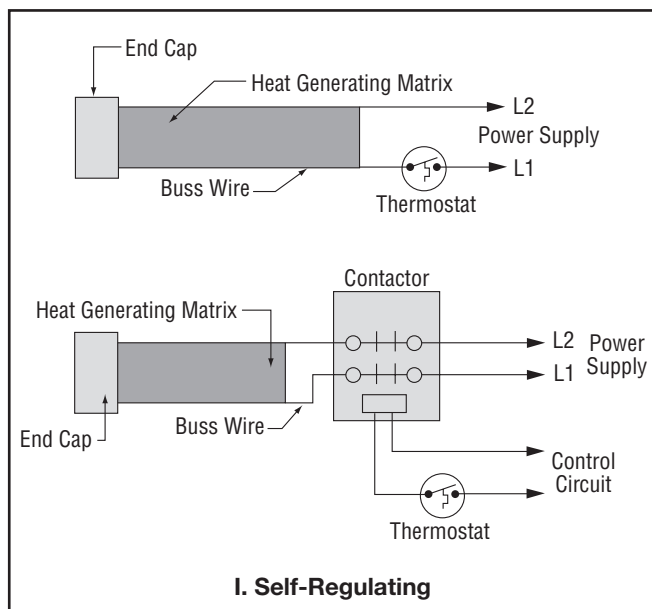 End Cap
Heat Generating Matrix
L2
Power Supply
L1
Buss Wire
Thermostat
Contactor
Heat Generating Matrix
L2
Power
Supply
L1
Buss Wire
End Cap
Control
Circuit
Thermostat
I. Self-Regulating